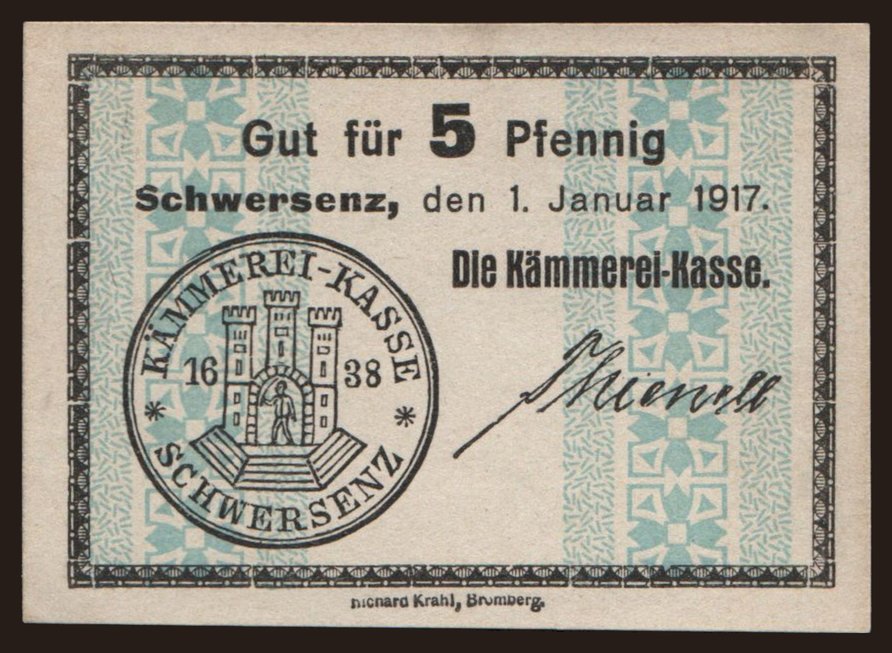 Gut für 5 Pfennig
Schwersenz, den 1. Januar 1917.
Die Kämmerei-Kasse.
KÄMMEREI-KASSE
16 38
* SCHWERSENZ *
Richard Krahl, Bromberg.